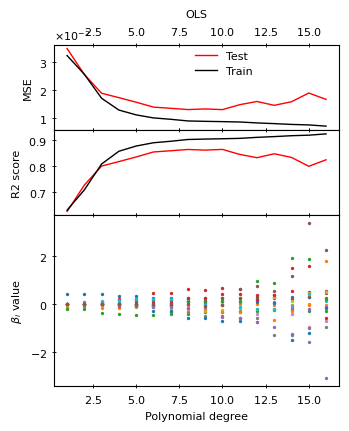 OLS
×10⁻²
2.5 5.0 7.5 10.0 12.5 15.0
3
2
1
MSE
Test
Train
0.9
0.8
0.7
R2 score
2
0
−2
βᵢ value
2.5 5.0 7.5 10.0 12.5 15.0
Polynomial degree